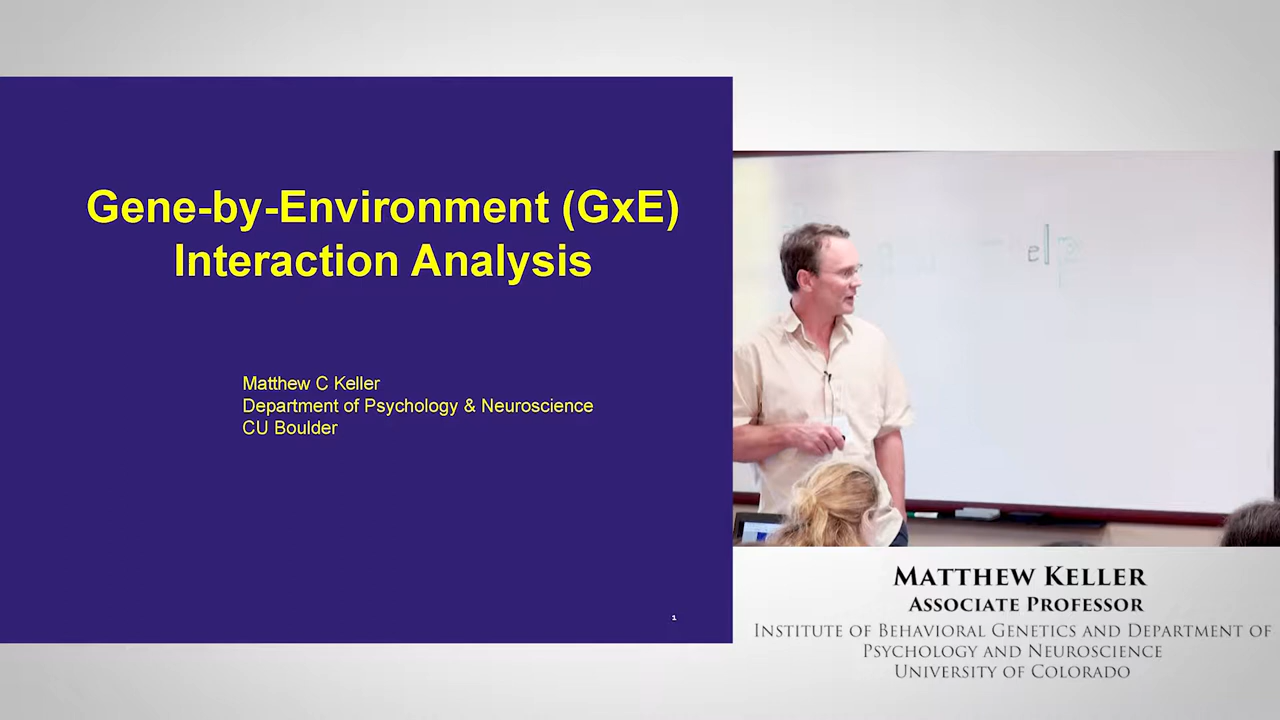 Gene-by-Environment (GxE)
Interaction Analysis
Matthew C Keller
Department of Psychology & Neuroscience
CU Boulder
1
el
Matthew Keller
Associate Professor
Institute of Behavioral Genetics and Department of
Psychology and Neuroscience
University of Colorado